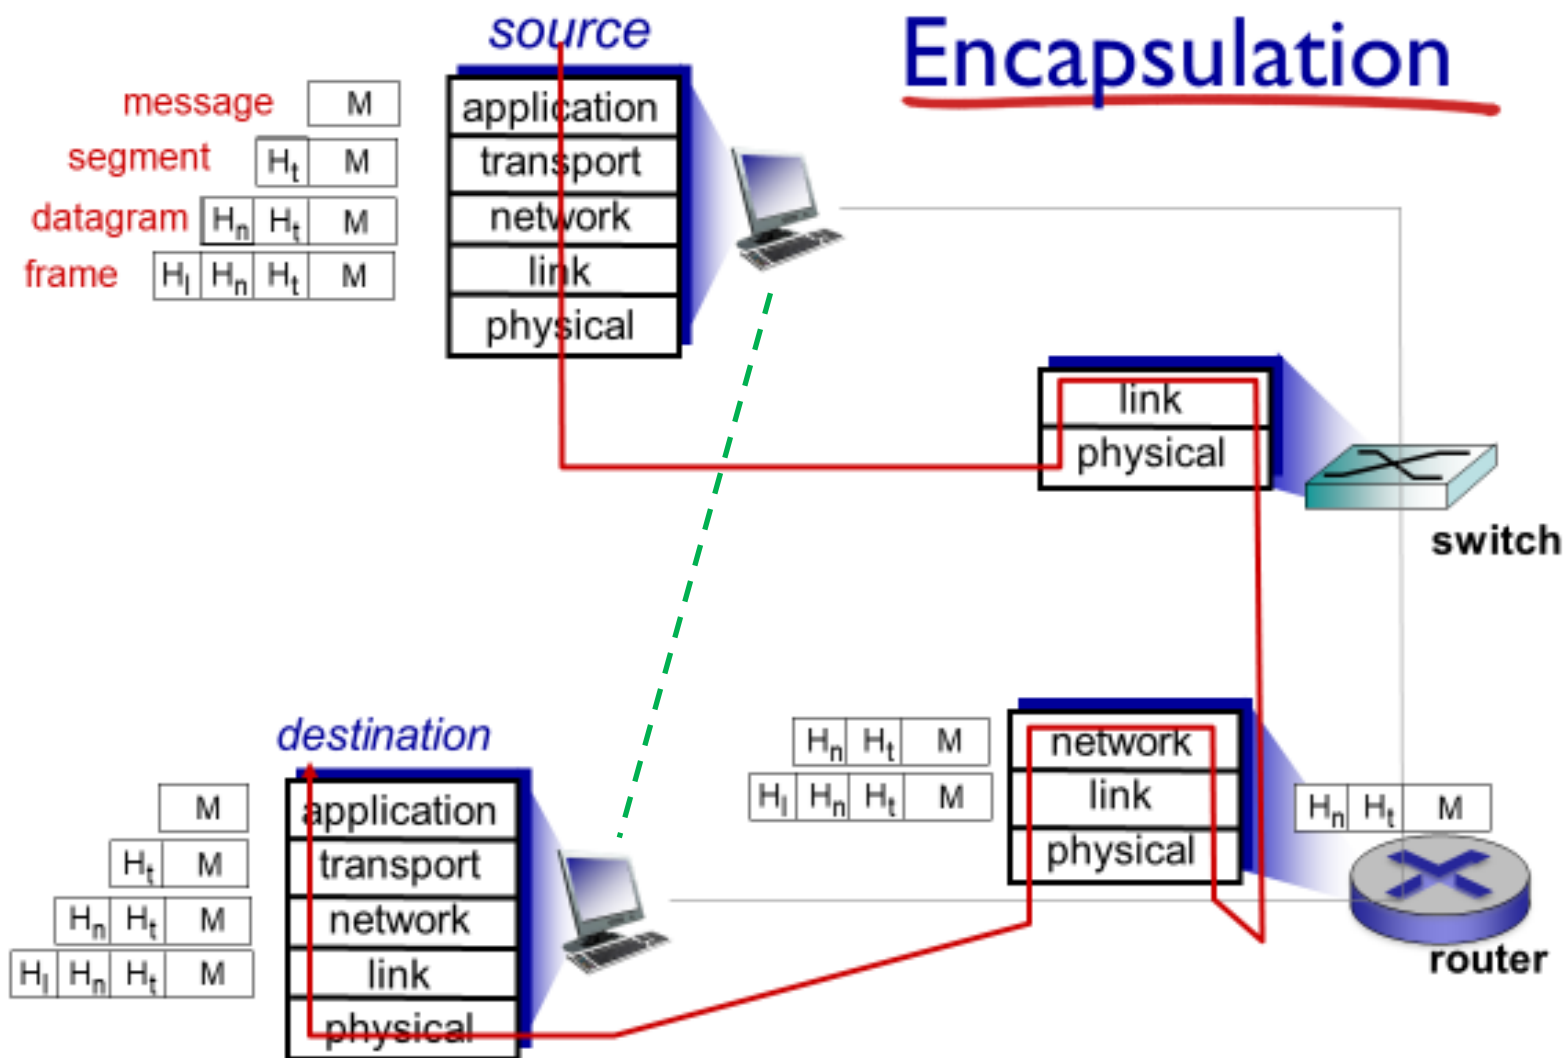 source
Encapsulation
message M
application
segment Ht M
transport
datagram Hn Ht M
network
frame Hl Hn Ht M
link
physical
link
physical
switch
destination
Hn Ht M
network
Hl Hn Ht M
link
physical
Hn Ht M
router
M
application
Ht M
transport
Hn Ht M
network
Hl Hn Ht M
link
physical